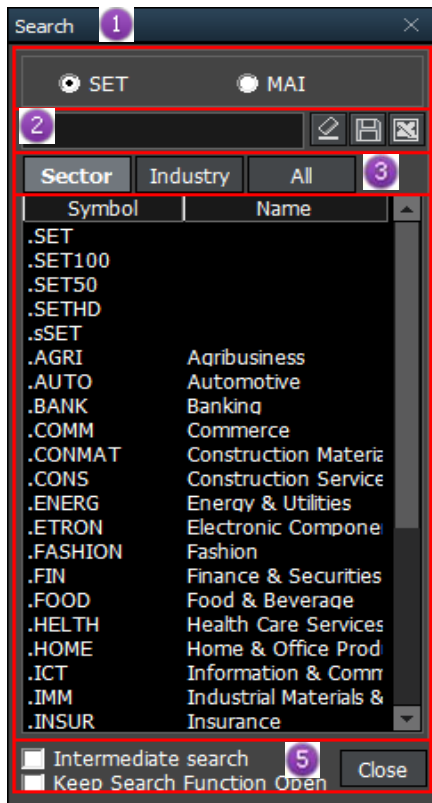 Search 1
SET MAI
2
Sector Industry All 3
Symbol Name
.SET
.SET100
.SET50
.SETHD
.sSET
.AGRI Agribusiness
.AUTO Automotive
.BANK Banking
.COMM Commerce
.CONMAT Construction Materia
.CONS Construction Service
.ENERG Energy & Utilities
.ETRON Electronic Compone
.FASHION Fashion
.FIN Finance & Securities
.FOOD Food & Beverage
.HELTH Health Care Services
.HOME Home & Office Prod
.ICT Information & Comm
.IMM Industrial Materials &
.INSUR Insurance
Intermediate search 5 Close
Keep Search Function Open